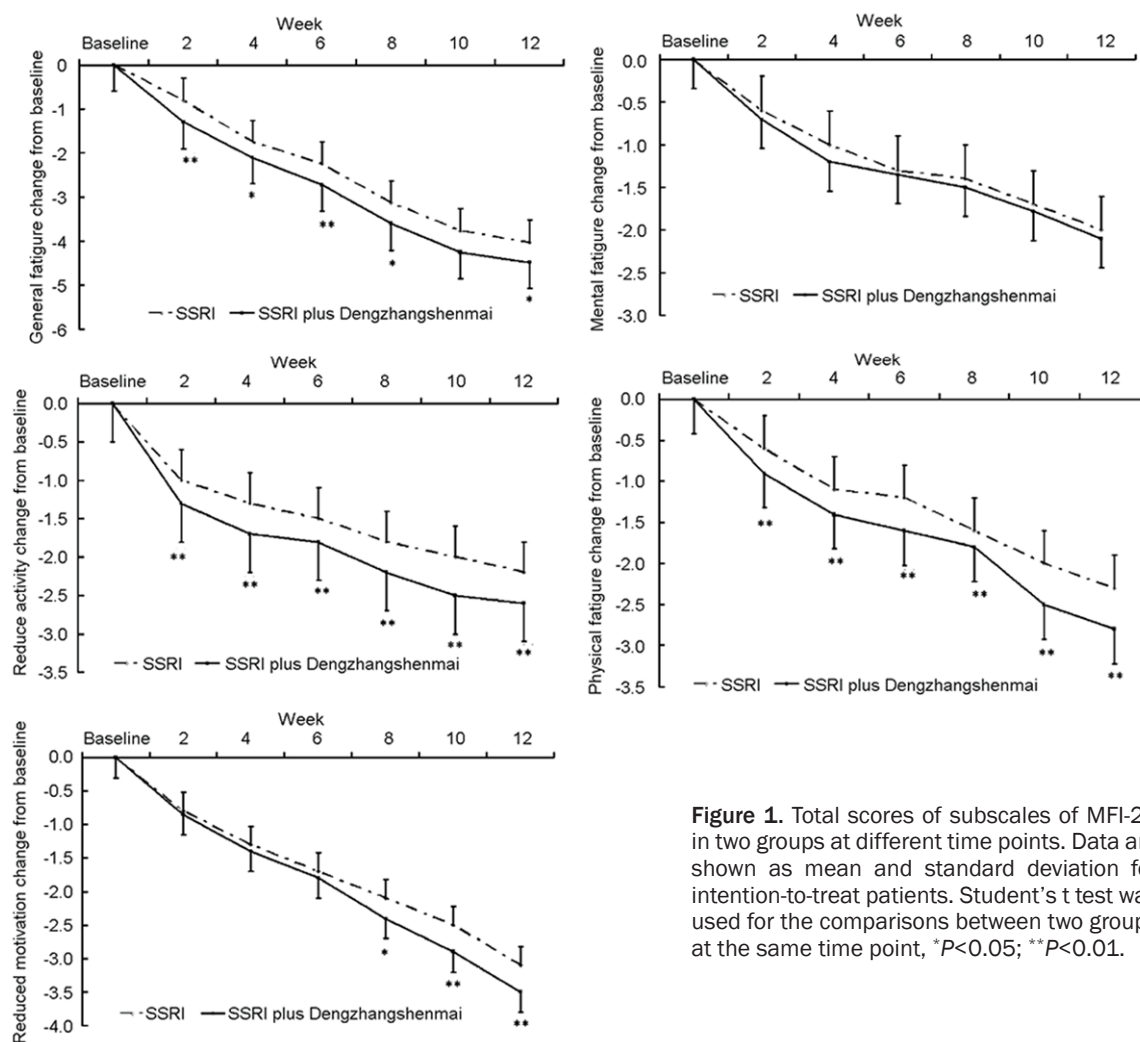 Week
Baseline 2 4 6 8 10 12
0
-1
-2
-3
-4
-5
-6
General fatigure change from baseline
** * ** * *
SSRI SSRI plus Dengzhangshenmai
Week
Baseline 2 4 6 8 10 12
0.0
-0.5
-1.0
-1.5
-2.0
-2.5
-3.0
Mental fatigure change from baseline
SSRI SSRI plus Dengzhangshenmai
Week
Baseline 2 4 6 8 10 12
0.0
-0.5
-1.0
-1.5
-2.0
-2.5
-3.0
-3.5
Reduce activity change from baseline
** ** ** ** ** **
SSRI SSRI plus Dengzhangshenmai
Week
Baseline 2 4 6 8 10 12
0.0
-0.5
-1.0
-1.5
-2.0
-2.5
-3.0
-3.5
Physical fatigure change from baseline
** ** ** ** ** **
SSRI SSRI plus Dengzhangshenmai
Week
Baseline 2 4 6 8 10 12
0.0
-0.5
-1.0
-1.5
-2.0
-2.5
-3.0
-3.5
-4.0
Reduced motivation change from baseline
* ** **
SSRI SSRI plus Dengzhangshenmai
Figure 1. Total scores of subscales of MFI-2
in two groups at different time points. Data ar
shown as mean and standard deviation fo
intention-to-treat patients. Student's t test wa
used for the comparisons between two group
at the same time point, *P<0.05; **P<0.01.